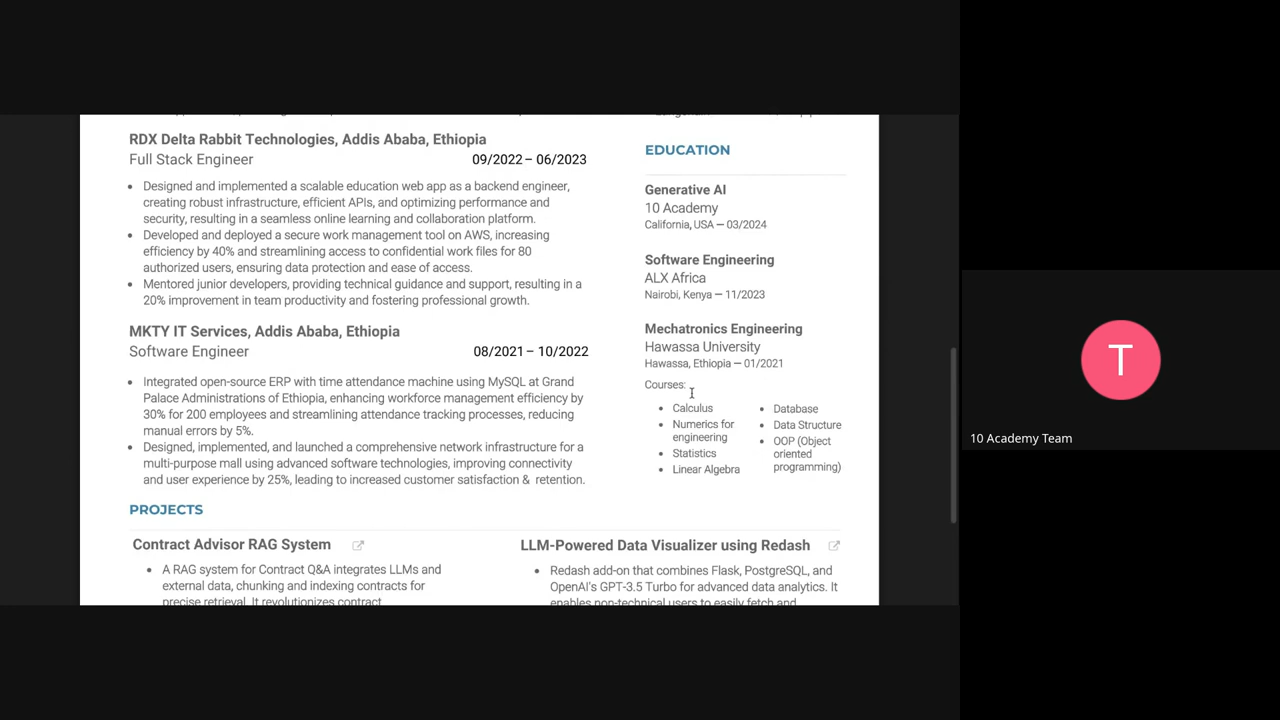 RDX Delta Rabbit Technologies, Addis Ababa, Ethiopia
Full Stack Engineer 09/2022 – 06/2023
• Designed and implemented a scalable education web app as a backend engineer,
creating robust infrastructure, efficient APIs, and optimizing performance and
security, resulting in a seamless online learning and collaboration platform.
• Developed and deployed a secure work management tool on AWS, increasing
efficiency by 40% and streamlining access to confidential work files for 80
authorized users, ensuring data protection and ease of access.
• Mentored junior developers, providing technical guidance and support, resulting in a
20% improvement in team productivity and fostering professional growth.
MKTY IT Services, Addis Ababa, Ethiopia
Software Engineer 08/2021 – 10/2022
• Integrated open-source ERP with time attendance machine using MySQL at Grand
Palace Administrations of Ethiopia, enhancing workforce management efficiency by
30% for 200 employees and streamlining attendance tracking processes, reducing
manual errors by 5%.
• Designed, implemented, and launched a comprehensive network infrastructure for a
multi-purpose mall using advanced software technologies, improving connectivity
and user experience by 25%, leading to increased customer satisfaction & retention.
EDUCATION
Generative AI
10 Academy
California, USA — 03/2024
Software Engineering
ALX Africa
Nairobi, Kenya — 11/2023
Mechatronics Engineering
Hawassa University
Hawassa, Ethiopia — 01/2021
Courses:
• Calculus
• Numerics for
engineering
• Statistics
• Linear Algebra
• Database
• Data Structure
• OOP (Object
oriented
programming)
PROJECTS
Contract Advisor RAG System
• A RAG system for Contract Q&A integrates LLMs and
external data, chunking and indexing contracts for
precise retrieval. It revolutionizes contract
LLM-Powered Data Visualizer using Redash
• Redash add-on that combines Flask, PostgreSQL, and
OpenAI's GPT-3.5 Turbo for advanced data analytics. It
enables non-technical users to easily fetch and
T
10 Academy Team